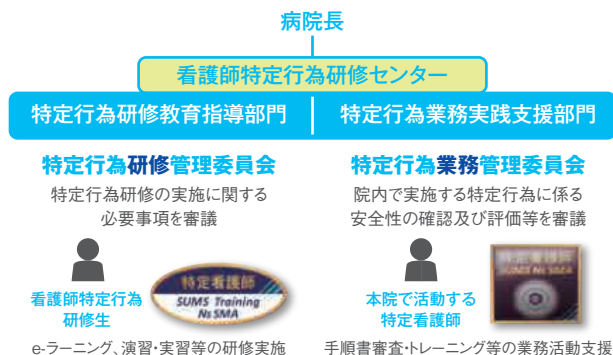 病院長
看護師特定行為研修センター
特定行為研修教育指導部門
特定行為業務実践支援部門
特定行為研修管理委員会
特定行為研修の実施に関する
必要事項を審議
特定行為業務管理委員会
院内で実施する特定行為に係る
安全性の確認及び評価等を審議
看護師特定行為
研修生
特定看護師
SUMS Training
Ns SMA
e-ラーニング、演習・実習等の研修実施
本院で活動する
特定看護師
特定看護師
SUMS Ns SMA
手順書審査・トレーニング等の業務活動支援